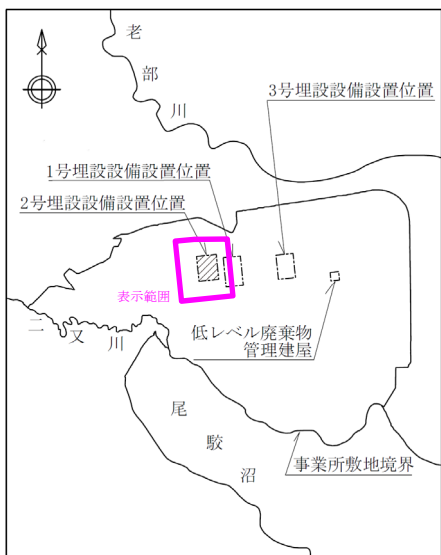 老部川
3号埋設設備設置位置
1号埋設設備設置位置
2号埋設設備設置位置
表示範囲
二又川
低レベル廃棄物
管理建屋
尾駮沼
事業所敷地境界